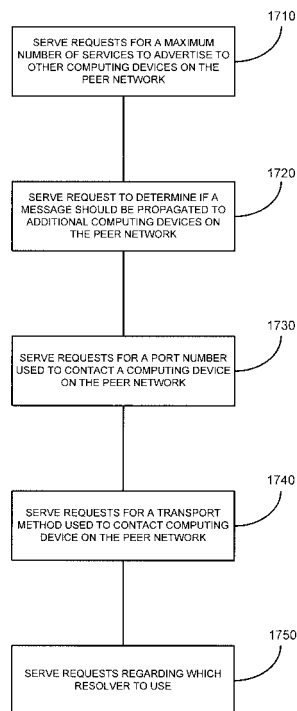 1710
SERVE REQUESTS FOR A MAXIMUM
NUMBER OF SERVICES TO ADVERTISE TO
OTHER COMPUTING DEVICES ON THE
PEER NETWORK
1720
SERVE REQUEST TO DETERMINE IF A
MESSAGE SHOULD BE PROPAGATED TO
ADDITIONAL COMPUTING DEVICES ON
THE PEER NETWORK
1730
SERVE REQUESTS FOR A PORT NUMBER
USED TO CONTACT A COMPUTING DEVICE
ON THE PEER NETWORK
1740
SERVE REQUESTS FOR A TRANSPORT
METHOD USED TO CONTACT COMPUTING
DEVICE ON THE PEER NETWORK
1750
SERVE REQUESTS REGARDING WHICH
RESOLVER TO USE